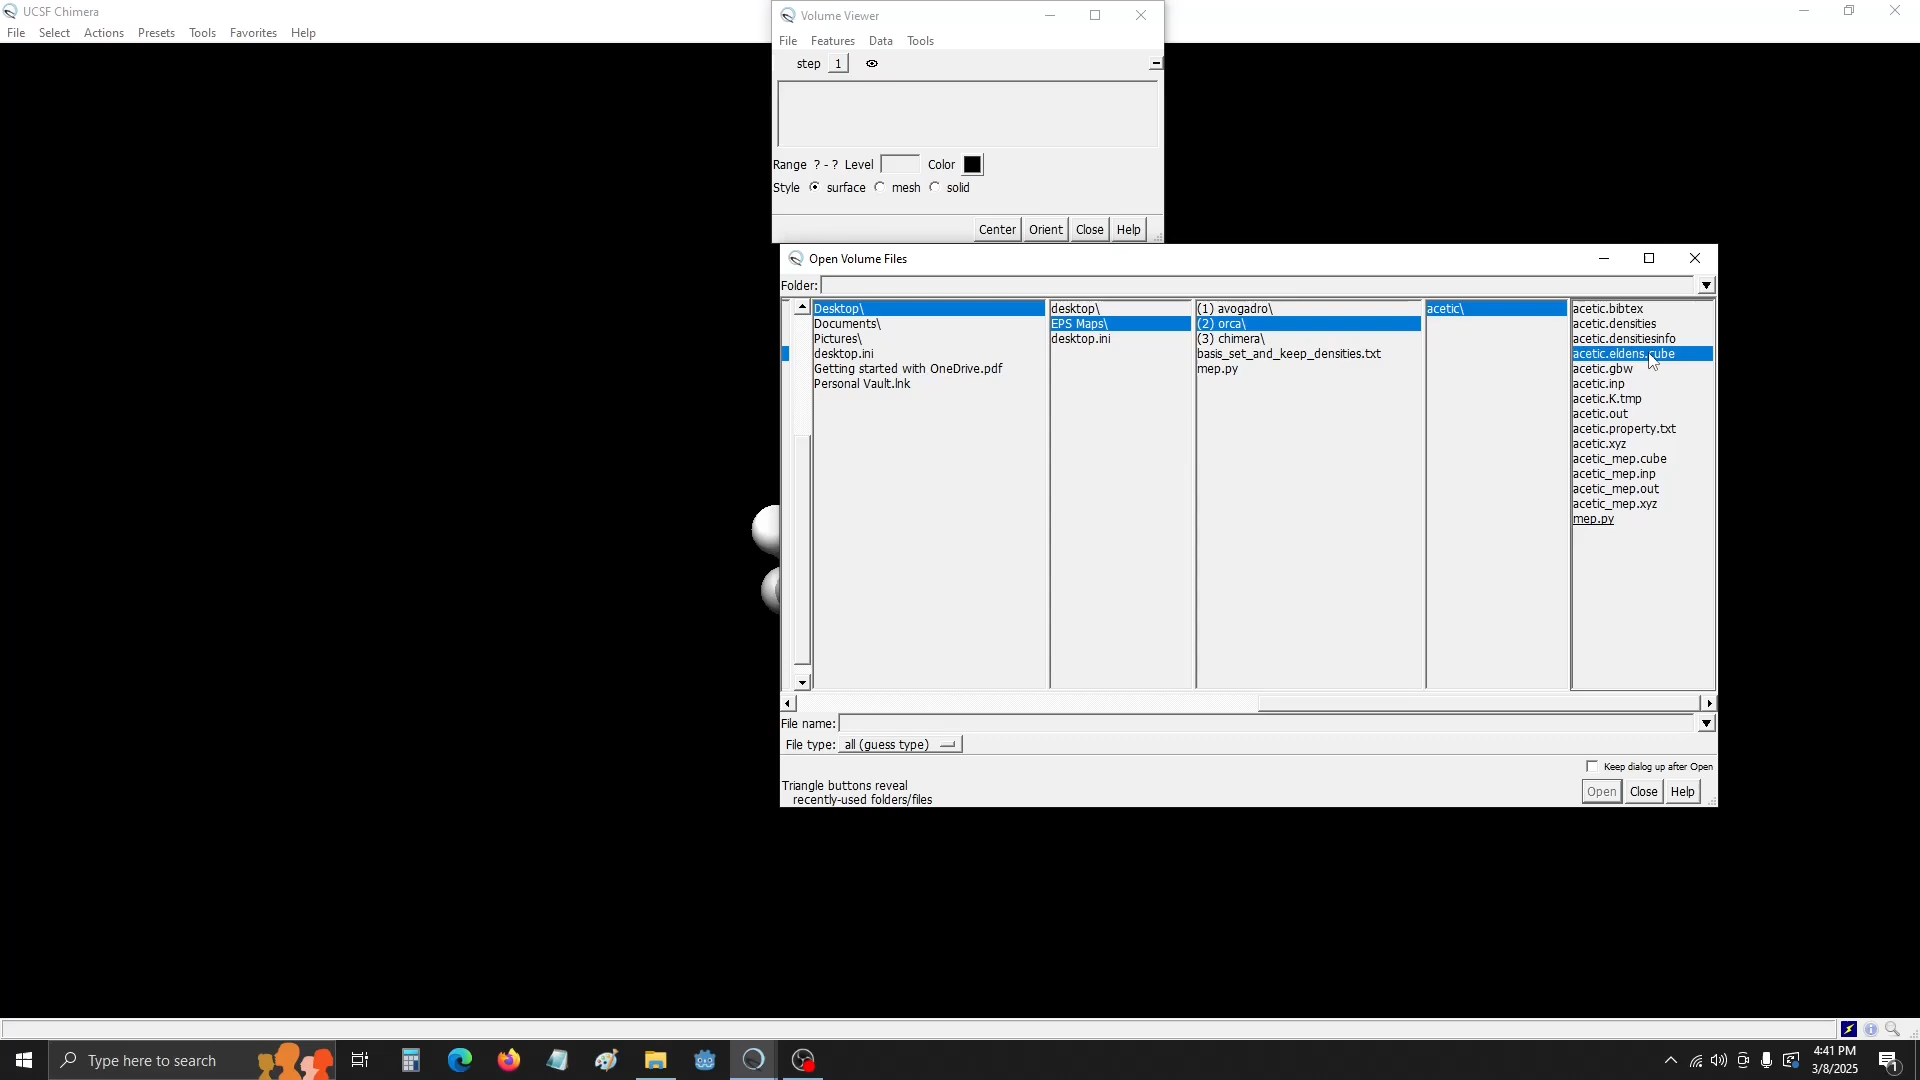 UCSF Chimera
File Select Actions Presets Tools Favorites Help
Volume Viewer
File Features Data Tools
step 1
Range ? - ? Level Color
Style surface mesh solid
Center Orient Close Help
Open Volume Files
Folder:
Desktop\
Documents\
Pictures\
desktop.ini
Getting started with OneDrive.pdf
Personal Vault.lnk
desktop\
EPS Maps\
desktop.ini
(1) avogadro\
(2) orca\
(3) chimera\
basis_set_and_keep_densities.txt
mep.py
acetic\
acetic.bibtex
acetic.densities
acetic.densitiesinfo
acetic.eldens.cube
acetic.gbw
acetic.inp
acetic.K.tmp
acetic.out
acetic.property.txt
acetic.xyz
acetic_mep.cube
acetic_mep.inp
acetic_mep.out
acetic_mep.xyz
mep.py
File name:
File type: all (guess type)
Keep dialog up after Open
Triangle buttons reveal
recently-used folders/files
Open Close Help
Type here to search
4:41 PM
3/8/2025
1